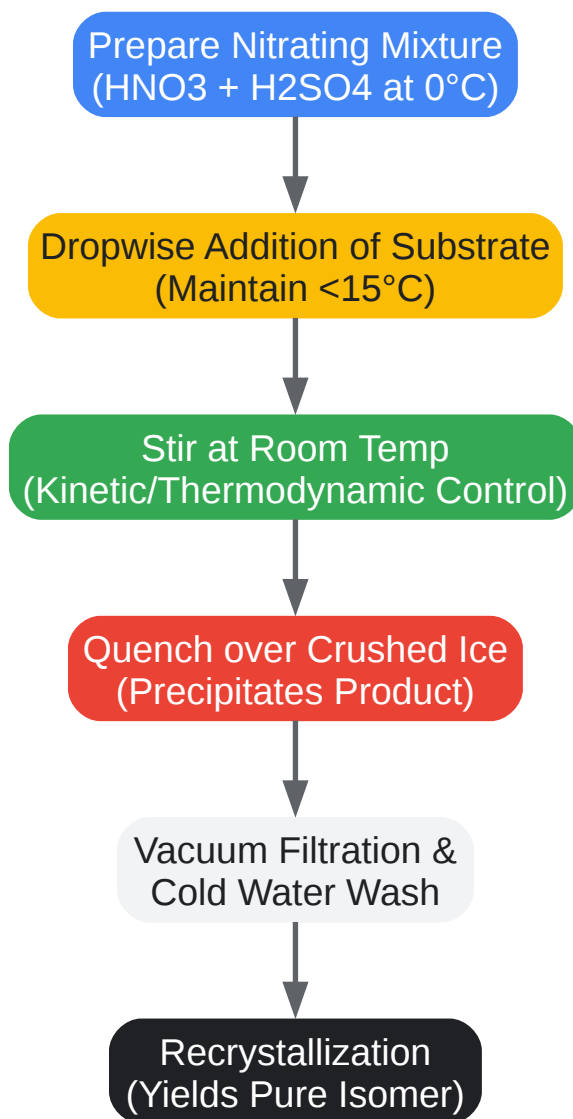 Prepare Nitrating Mixture
(HNO3 + H2SO4 at 0°C)
Dropwise Addition of Substrate
(Maintain <15°C)
Stir at Room Temp
(Kinetic/Thermodynamic Control)
Quench over Crushed Ice
(Precipitates Product)
Vacuum Filtration &
Cold Water Wash
Recrystallization
(Yields Pure Isomer)